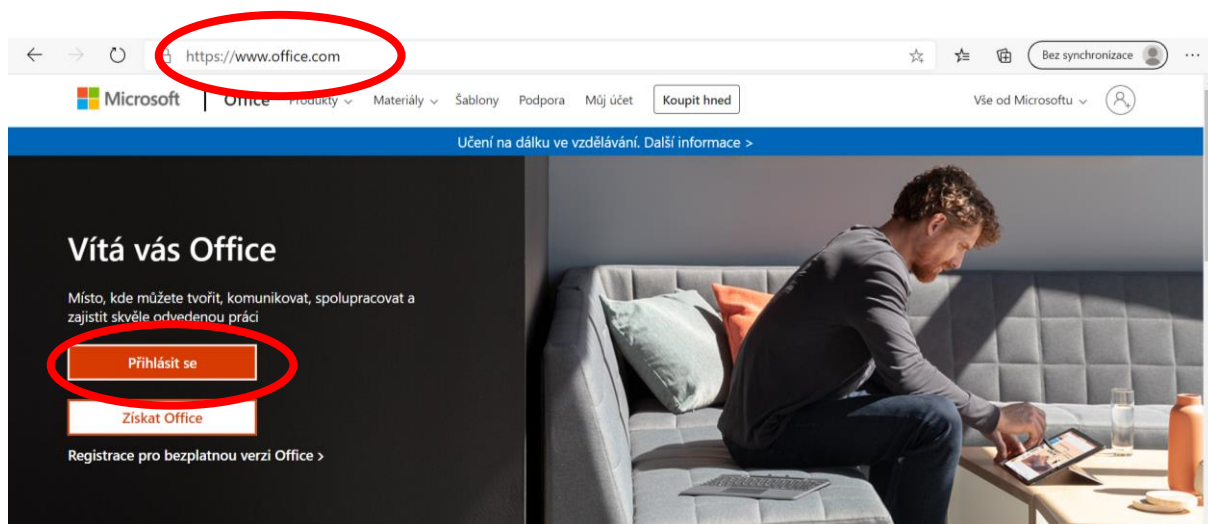 https://www.office.com
Bez synchronizace
Microsoft Office Produkty Materiály Šablony Podpora Můj účet Koupit hned Vše od Microsoftu
Učení na dálku ve vzdělávání. Další informace >
Vítá vás Office
Místo, kde můžete tvořit, komunikovat, spolupracovat a
zajistit skvěle odvedenou práci
Přihlásit se
Získat Office
Registrace pro bezplatnou verzi Office >